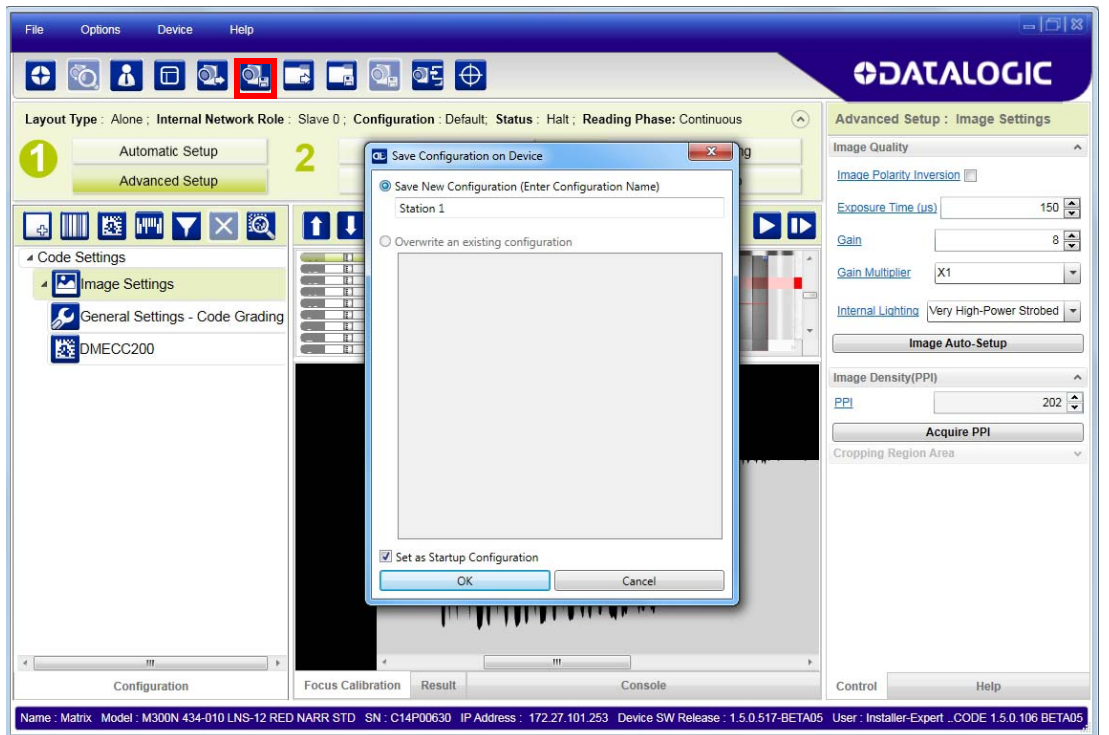 File Options Device Help
DATALOGIC
Layout Type : Alone ; Internal Network Role : Slave 0 ; Configuration : Default; Status : Halt ; Reading Phase: Continuous
1
Automatic Setup
Advanced Setup
2
Save Configuration on Device
Save New Configuration (Enter Configuration Name)
Station 1
Overwrite an existing configuration
Set as Startup Configuration
OK Cancel
Code Settings
Image Settings
General Settings - Code Grading
DMECC200
Configuration
Focus Calibration Result Console
Advanced Setup : Image Settings
Image Quality
Image Polarity Inversion
Exposure Time (us) 150
Gain 8
Gain Multiplier X1
Internal Lighting Very High-Power Strobed
Image Auto-Setup
Image Density(PPI)
PPI 202
Acquire PPI
Cropping Region Area
Control Help
Name : Matrix Model : M300N 434-010 LNS-12 RED NARR STD SN : C14P00630 IP Address : 172.27.101.253 Device SW Release : 1.5.0.517-BETA05 User : Installer-Expert ..CODE 1.5.0.106 BETA05